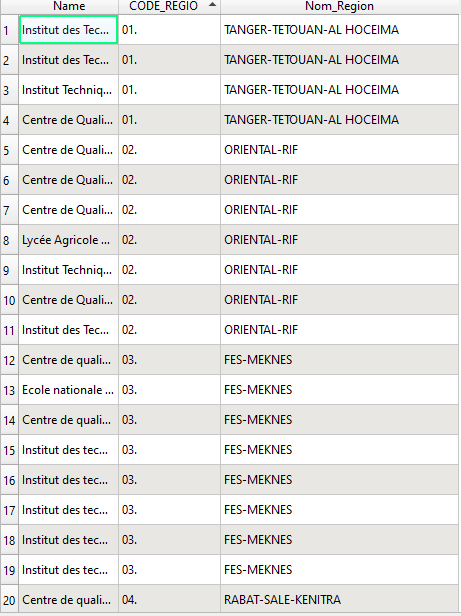 Name CODE_REGIO Nom_Region
1 Institut des Tec... 01. TANGER-TETOUAN-AL HOCEIMA
2 Institut des Tec... 01. TANGER-TETOUAN-AL HOCEIMA
3 Institut Techniq... 01. TANGER-TETOUAN-AL HOCEIMA
4 Centre de Quali... 01. TANGER-TETOUAN-AL HOCEIMA
5 Centre de Quali... 02. ORIENTAL-RIF
6 Centre de Quali... 02. ORIENTAL-RIF
7 Centre de Quali... 02. ORIENTAL-RIF
8 Lycée Agricole ... 02. ORIENTAL-RIF
9 Institut Techniq... 02. ORIENTAL-RIF
10 Centre de Quali... 02. ORIENTAL-RIF
11 Institut des Tec... 02. ORIENTAL-RIF
12 Centre de quali... 03. FES-MEKNES
13 Ecole nationale ... 03. FES-MEKNES
14 Centre de quali... 03. FES-MEKNES
15 Institut des tec... 03. FES-MEKNES
16 Institut des tec... 03. FES-MEKNES
17 Institut des tec... 03. FES-MEKNES
18 Institut des tec... 03. FES-MEKNES
19 Institut des tec... 03. FES-MEKNES
20 Centre de quali... 04. RABAT-SALE-KENITRA